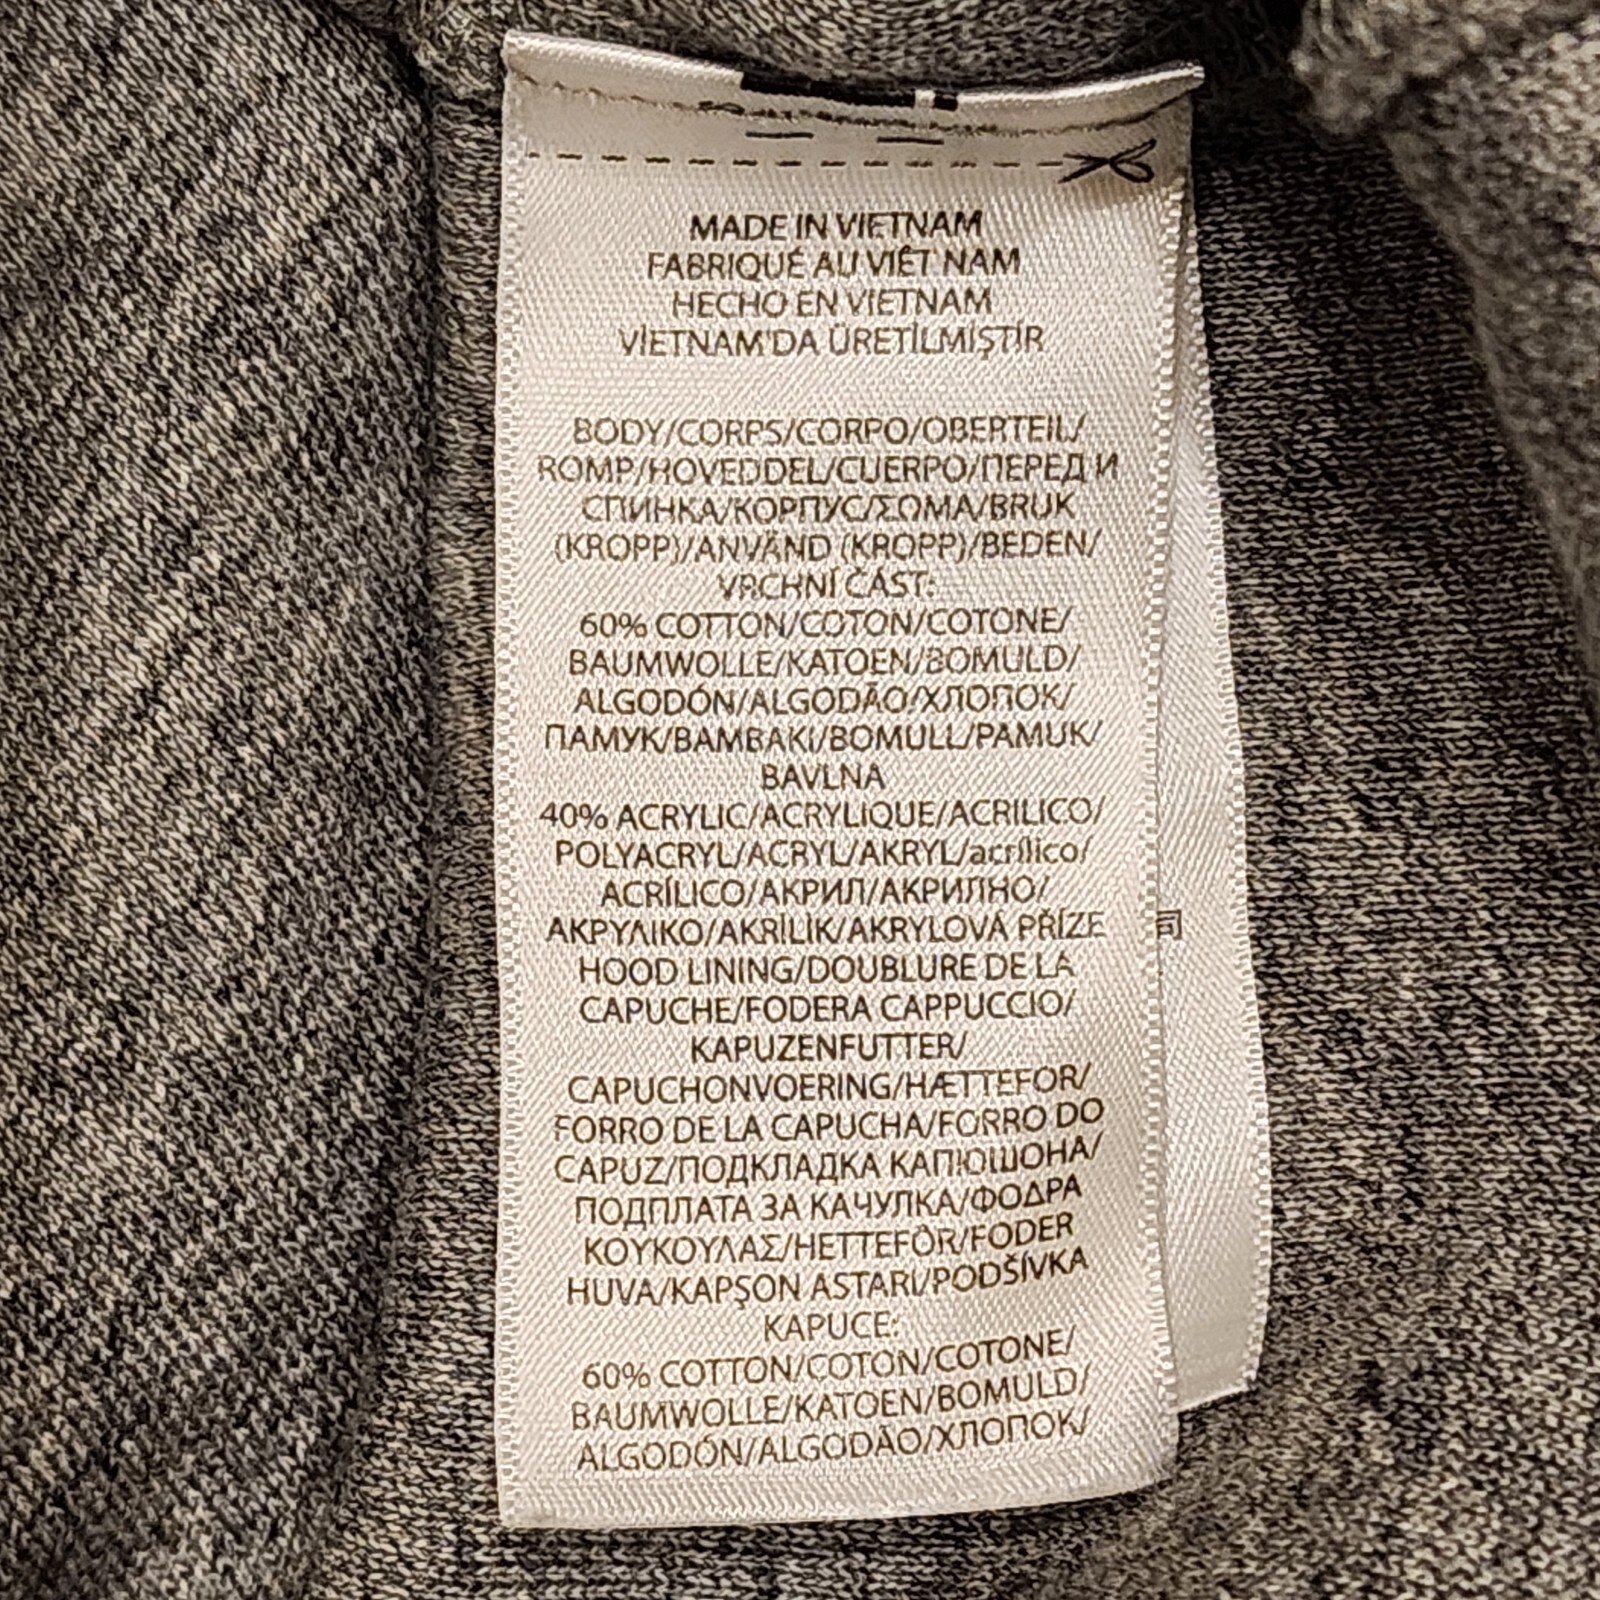 MADE IN VIETNAM
FABRIQUÉ AU VIÊT NAM
HECHO EN VIETNAM
VİETNAM'DA ÜRETİLMİŞTİR
BODY/CORPS/CORPO/OBERTEIL/
ROMP/HOVEDDEL/CUERPO/ПЕРЕД И
СПИНКА/КОРПУС/ΣΩΜΑ/BRUK
(KROPP)/ANVÄND (KROPP)/BEDEN/
VRCHNÍ ČÁST:
60% COTTON/COTON/COTONE/
BAUMWOLLE/KATOEN/BOMULD/
ALGODÓN/ALGODÃO/ХЛОПОК/
ПАМУК/BAMBAKI/BOMULL/PAMUK/
BAVLNA
40% ACRYLIC/ACRYLIQUE/ACRILICO/
POLYACRYL/ACRYL/AKRYL/acrílico/
ACRÍLICO/АКРИЛ/АКРИЛНО/
ΑΚΡΥΛΙΚΟ/AKRİLİK/AKRYLOVÁ PŘÍZE
HOOD LINING/DOUBLURE DE LA
CAPUCHE/FODERA CAPPUCCIO/
KAPUZENFUTTER/
CAPUCHONVOERING/HÆTTEFOR/
FORRO DE LA CAPUCHA/FORRO DO
CAPUZ/ПОДКЛАДКА КАПЮШОНА/
ПОДПЛАТА ЗА КАЧУЛКА/ΦΟΔΡΑ
ΚΟΥΚΟΥΛΑΣ/HETTEFÔR/FODER
HUVA/KAPŞON ASTARI/PODŠÍVKA
KAPUCE:
60% COTTON/COTON/COTONE/
BAUMWOLLE/KATOEN/BOMULD/
ALGODÓN/ALGODÃO/ХЛОПОК/
司